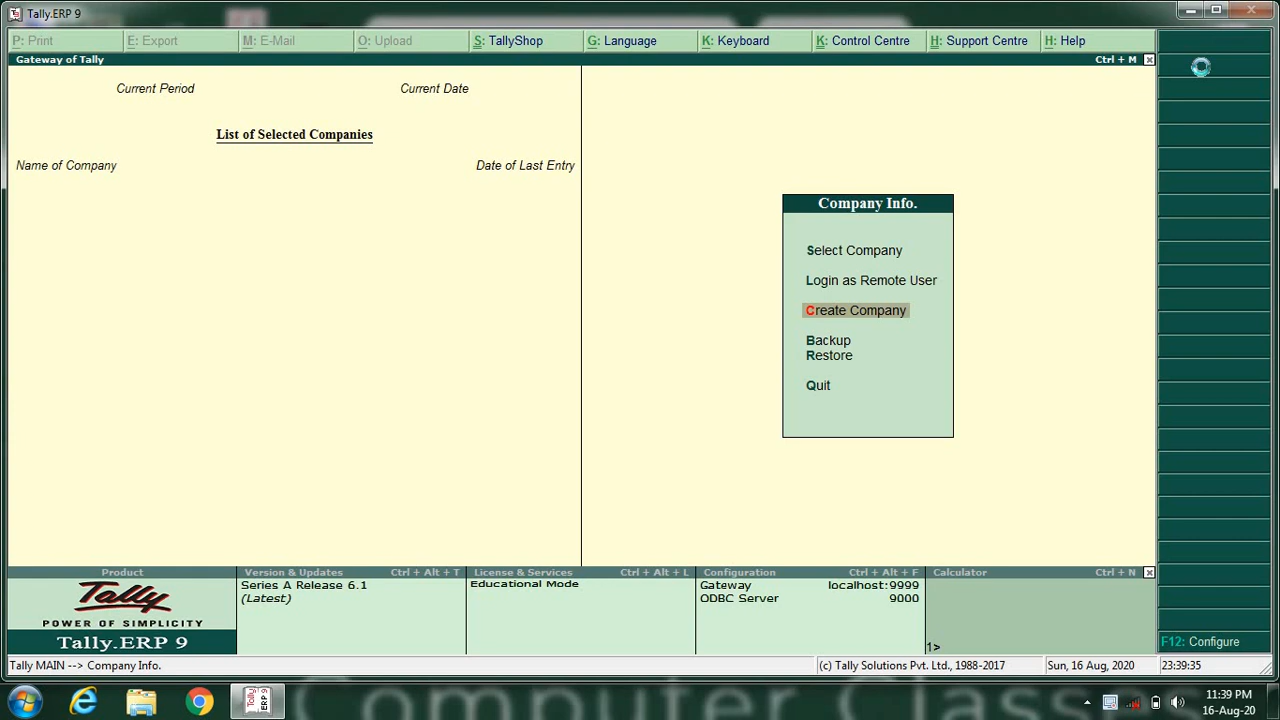 Tally.ERP 9
P: Print
E: Export
M: E-Mail
O: Upload
S: TallyShop
G: Language
K: Keyboard
K: Control Centre
H: Support Centre
H: Help
Gateway of Tally
Ctrl + M
Current Period
Current Date
List of Selected Companies
Name of Company
Date of Last Entry
Company Info.
Select Company
Login as Remote User
Create Company
Backup
Restore
Quit
Product
Tally
POWER OF SIMPLICITY
Tally.ERP 9
Version & Updates
Ctrl + Alt + T
Series A Release 6.1
(Latest)
License & Services
Ctrl + Alt + L
Educational Mode
Configuration
Ctrl + Alt + F
Gateway
localhost:9999
ODBC Server
9000
Calculator
Ctrl + N
1>
F12: Configure
Tally MAIN --> Company Info.
(c) Tally Solutions Pvt. Ltd., 1988-2017
Sun, 16 Aug, 2020
23:39:35
Tally
ERP 9
11:39 PM
16-Aug-20